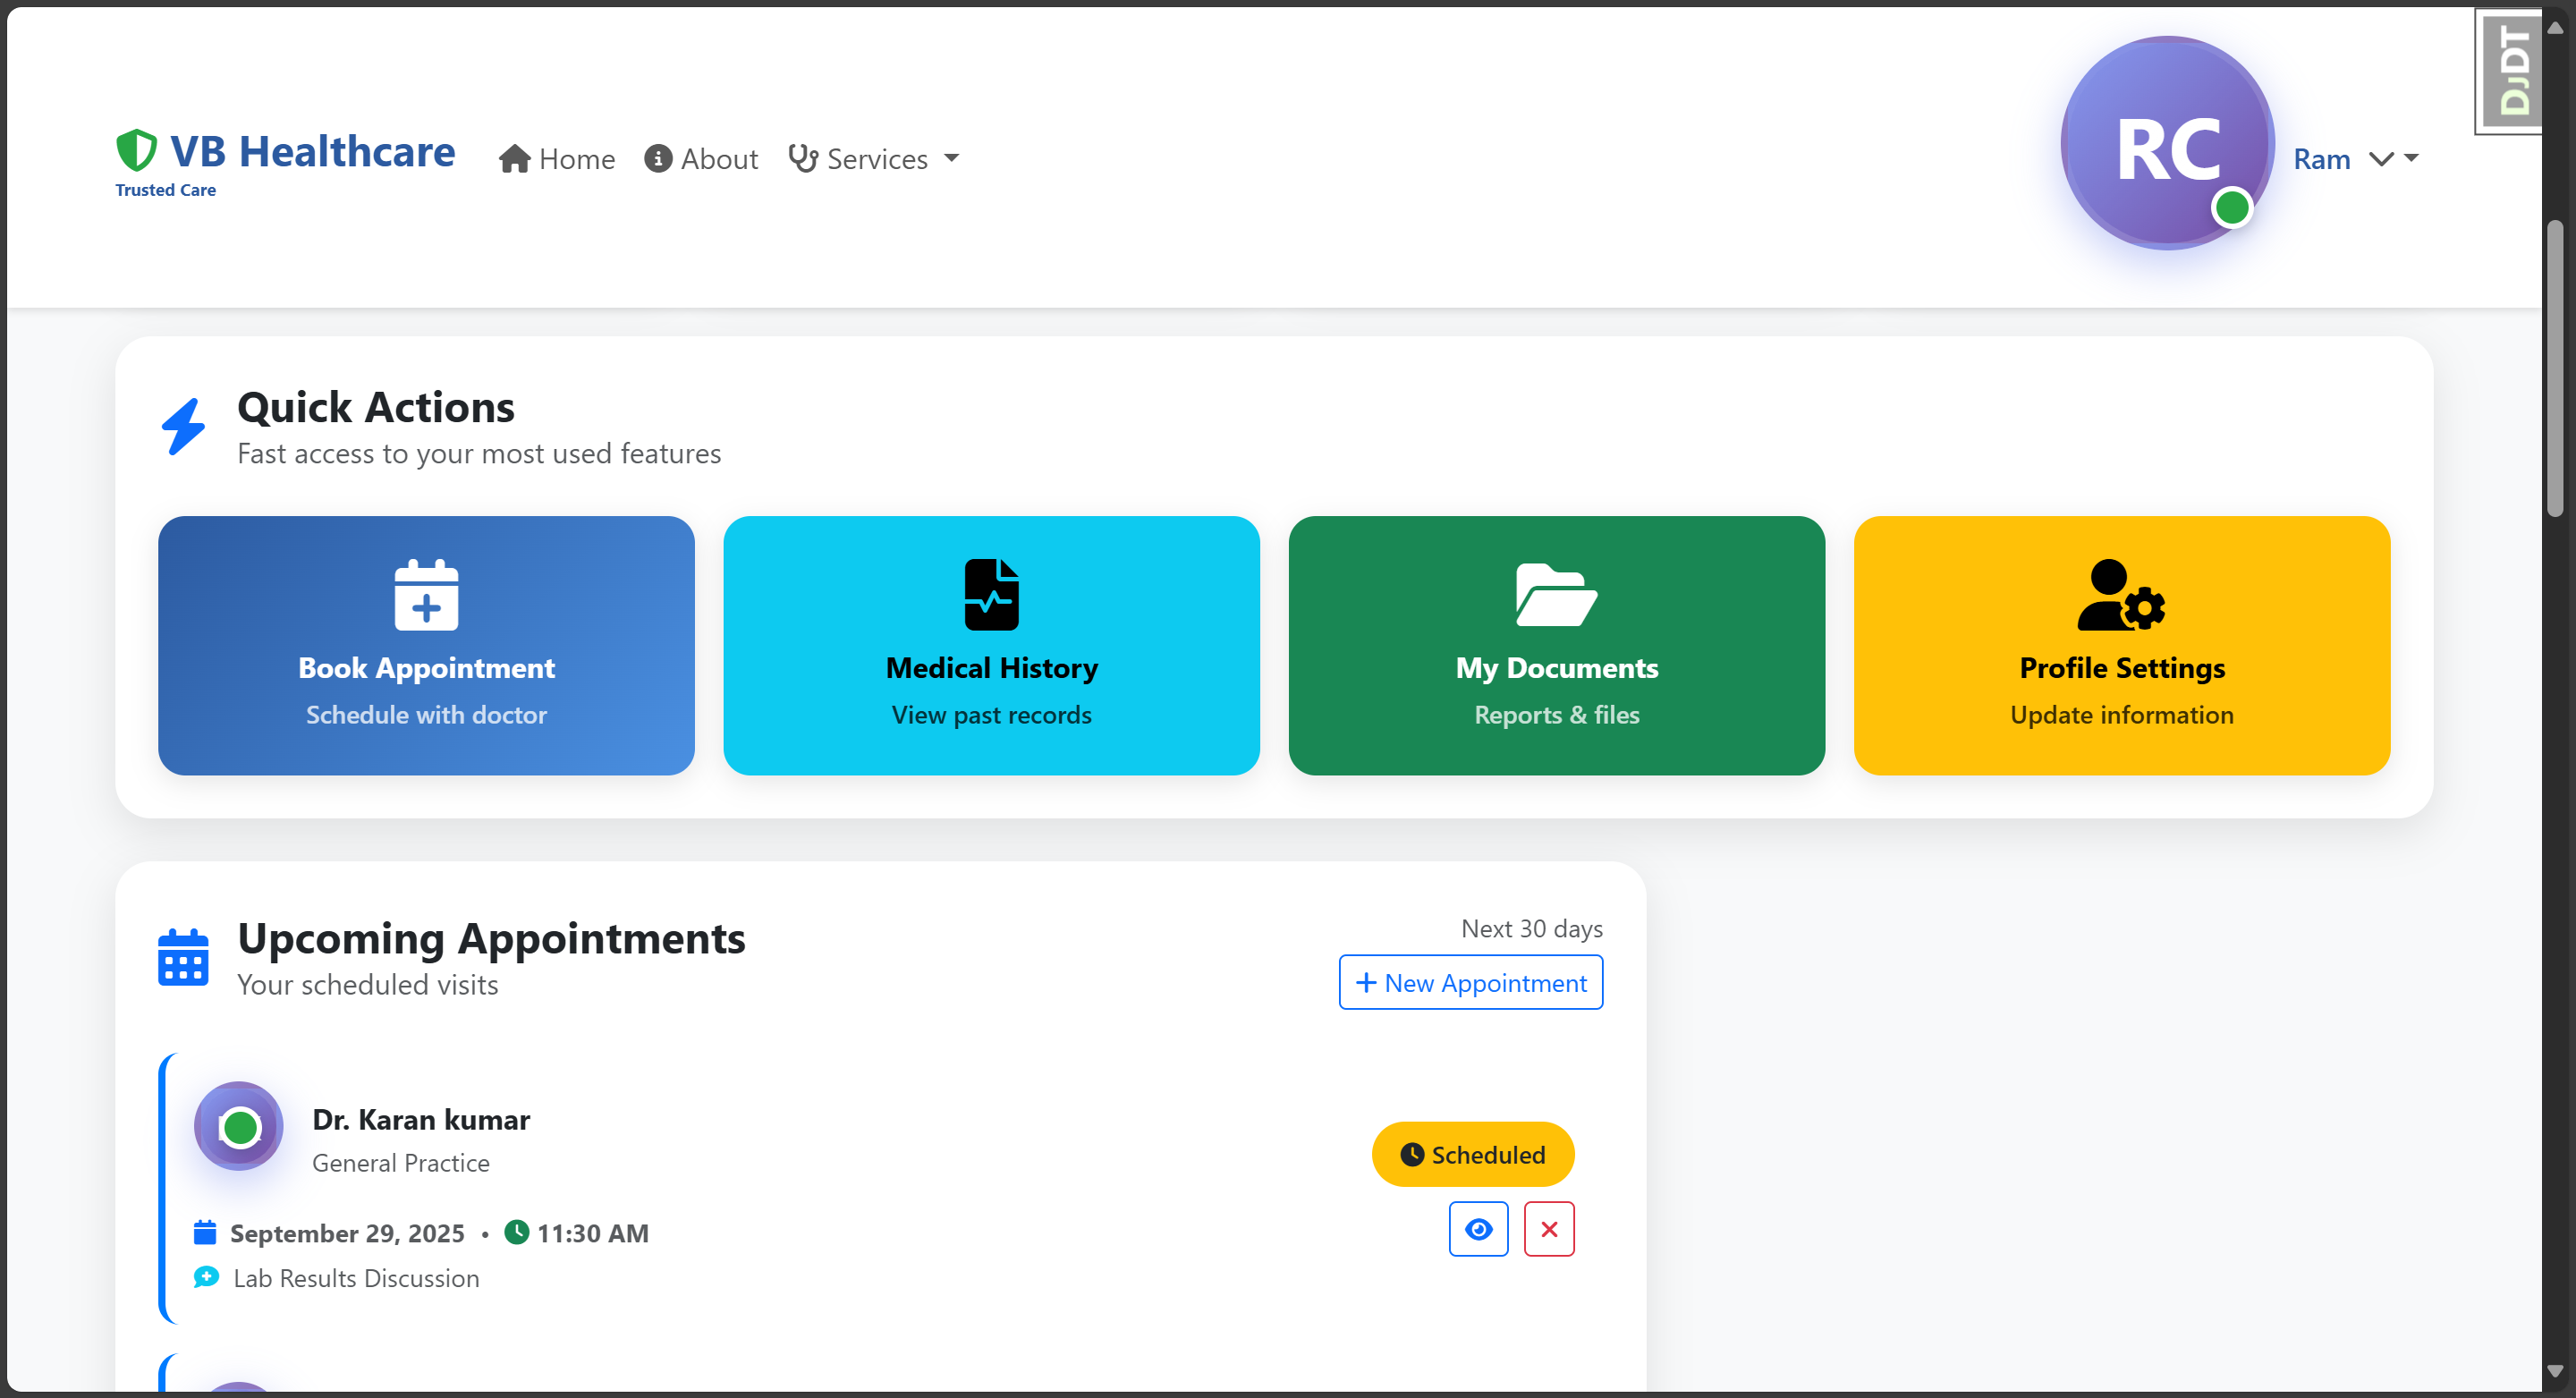 VB Healthcare
Trusted Care
Home
About
Services
RC
Ram
DjDT
Quick Actions
Fast access to your most used features
Book Appointment
Schedule with doctor
Medical History
View past records
My Documents
Reports & files
Profile Settings
Update information
Upcoming Appointments
Your scheduled visits
Next 30 days
New Appointment
Dr. Karan kumar
General Practice
Scheduled
September 29, 2025 • 11:30 AM
Lab Results Discussion